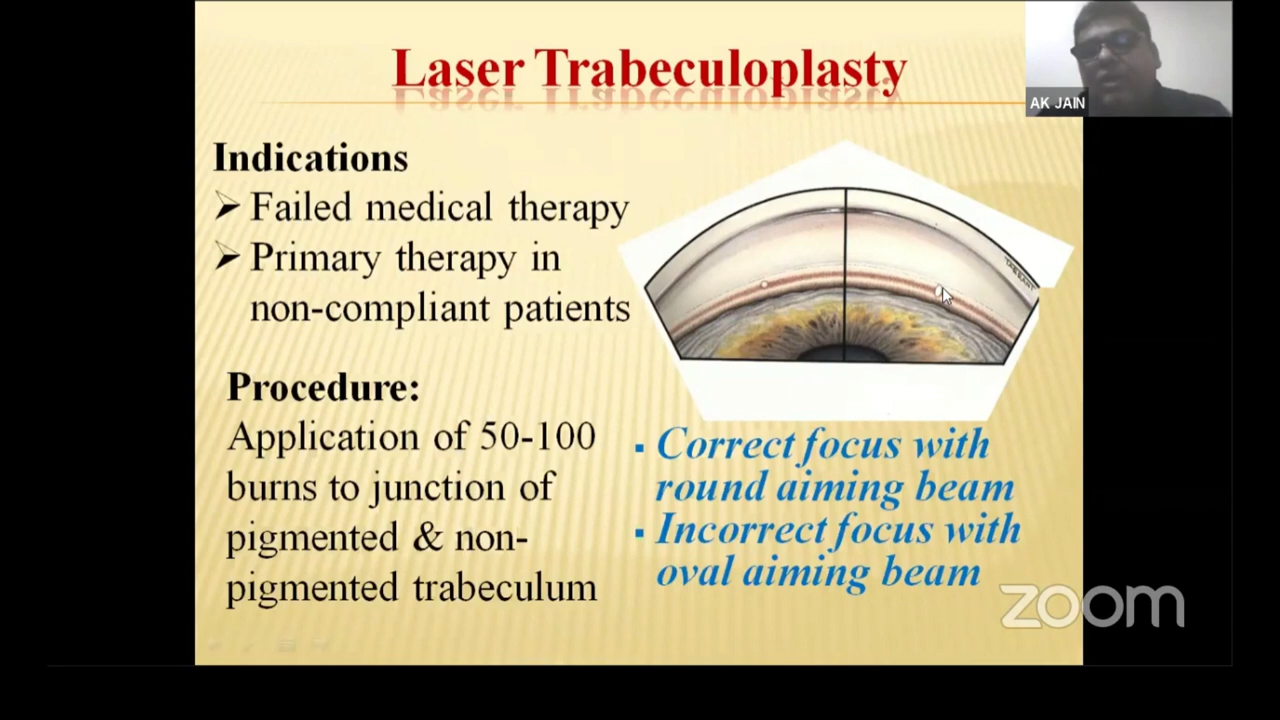 Laser Trabeculoplasty
AK JAIN
Indications
➢ Failed medical therapy
➢ Primary therapy in
non-compliant patients
Procedure:
Application of 50-100
burns to junction of
pigmented & non-
pigmented trabeculum
▪ Correct focus with
round aiming beam
▪ Incorrect focus with
oval aiming beam
zoom